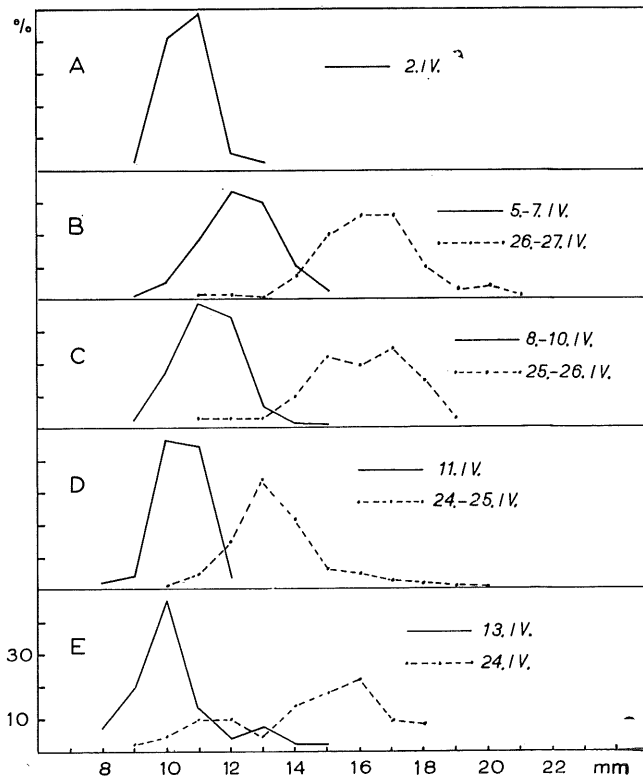 %
A
2.IV.
B
5.-7.IV.
26.-27.IV.
C
8.-10.IV.
25.-26.IV.
D
11.IV.
24.-25.IV.
E
13.IV.
24.IV.
30
10
8 10 12 14 16 18 20 22 mm